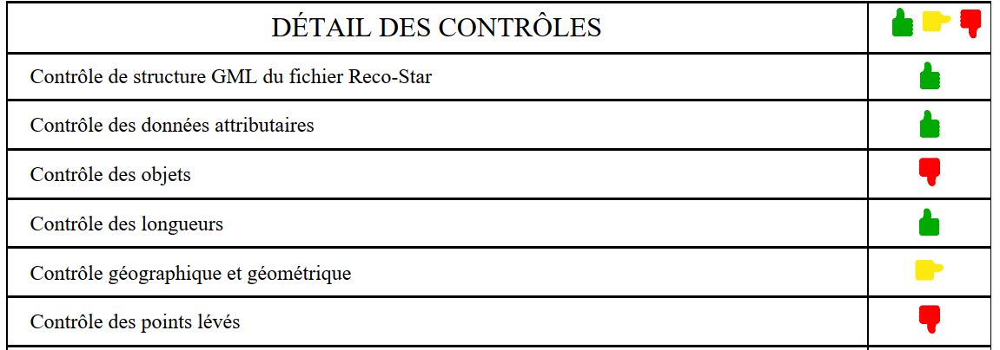 DÉTAIL DES CONTRÔLES
Contrôle de structure GML du fichier Reco-Star
Contrôle des données attributaires
Contrôle des objets
Contrôle des longueurs
Contrôle géographique et géométrique
Contrôle des points lévés